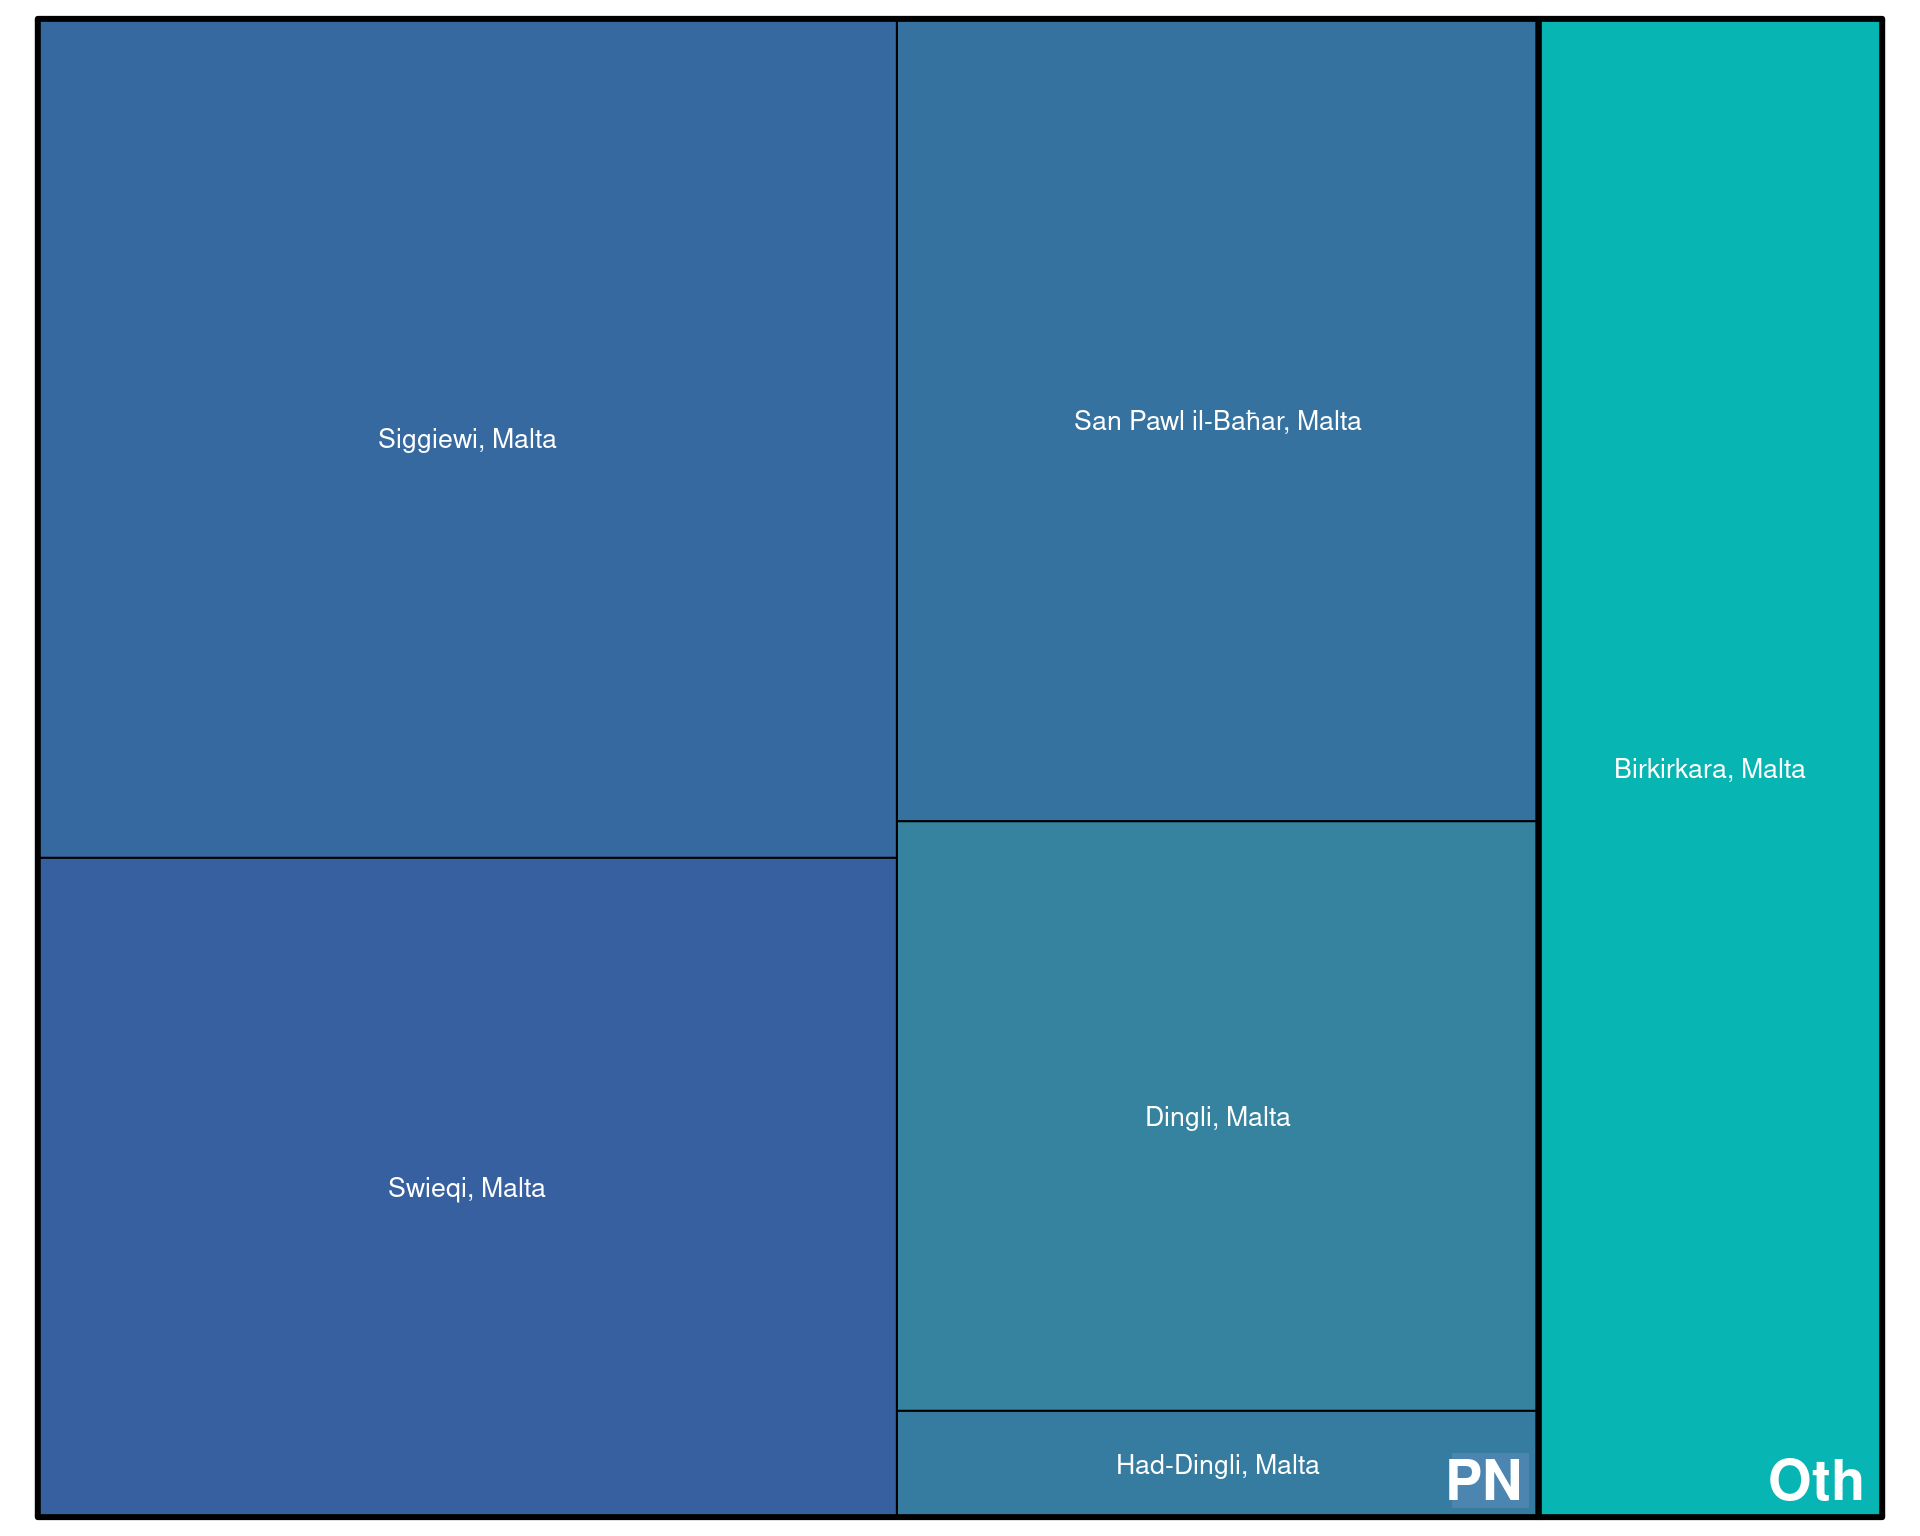 Siggiewi, Malta
San Pawl il-Baħar, Malta
Birkirkara, Malta
Swieqi, Malta
Dingli, Malta
Had-Dingli, Malta
PN
Oth